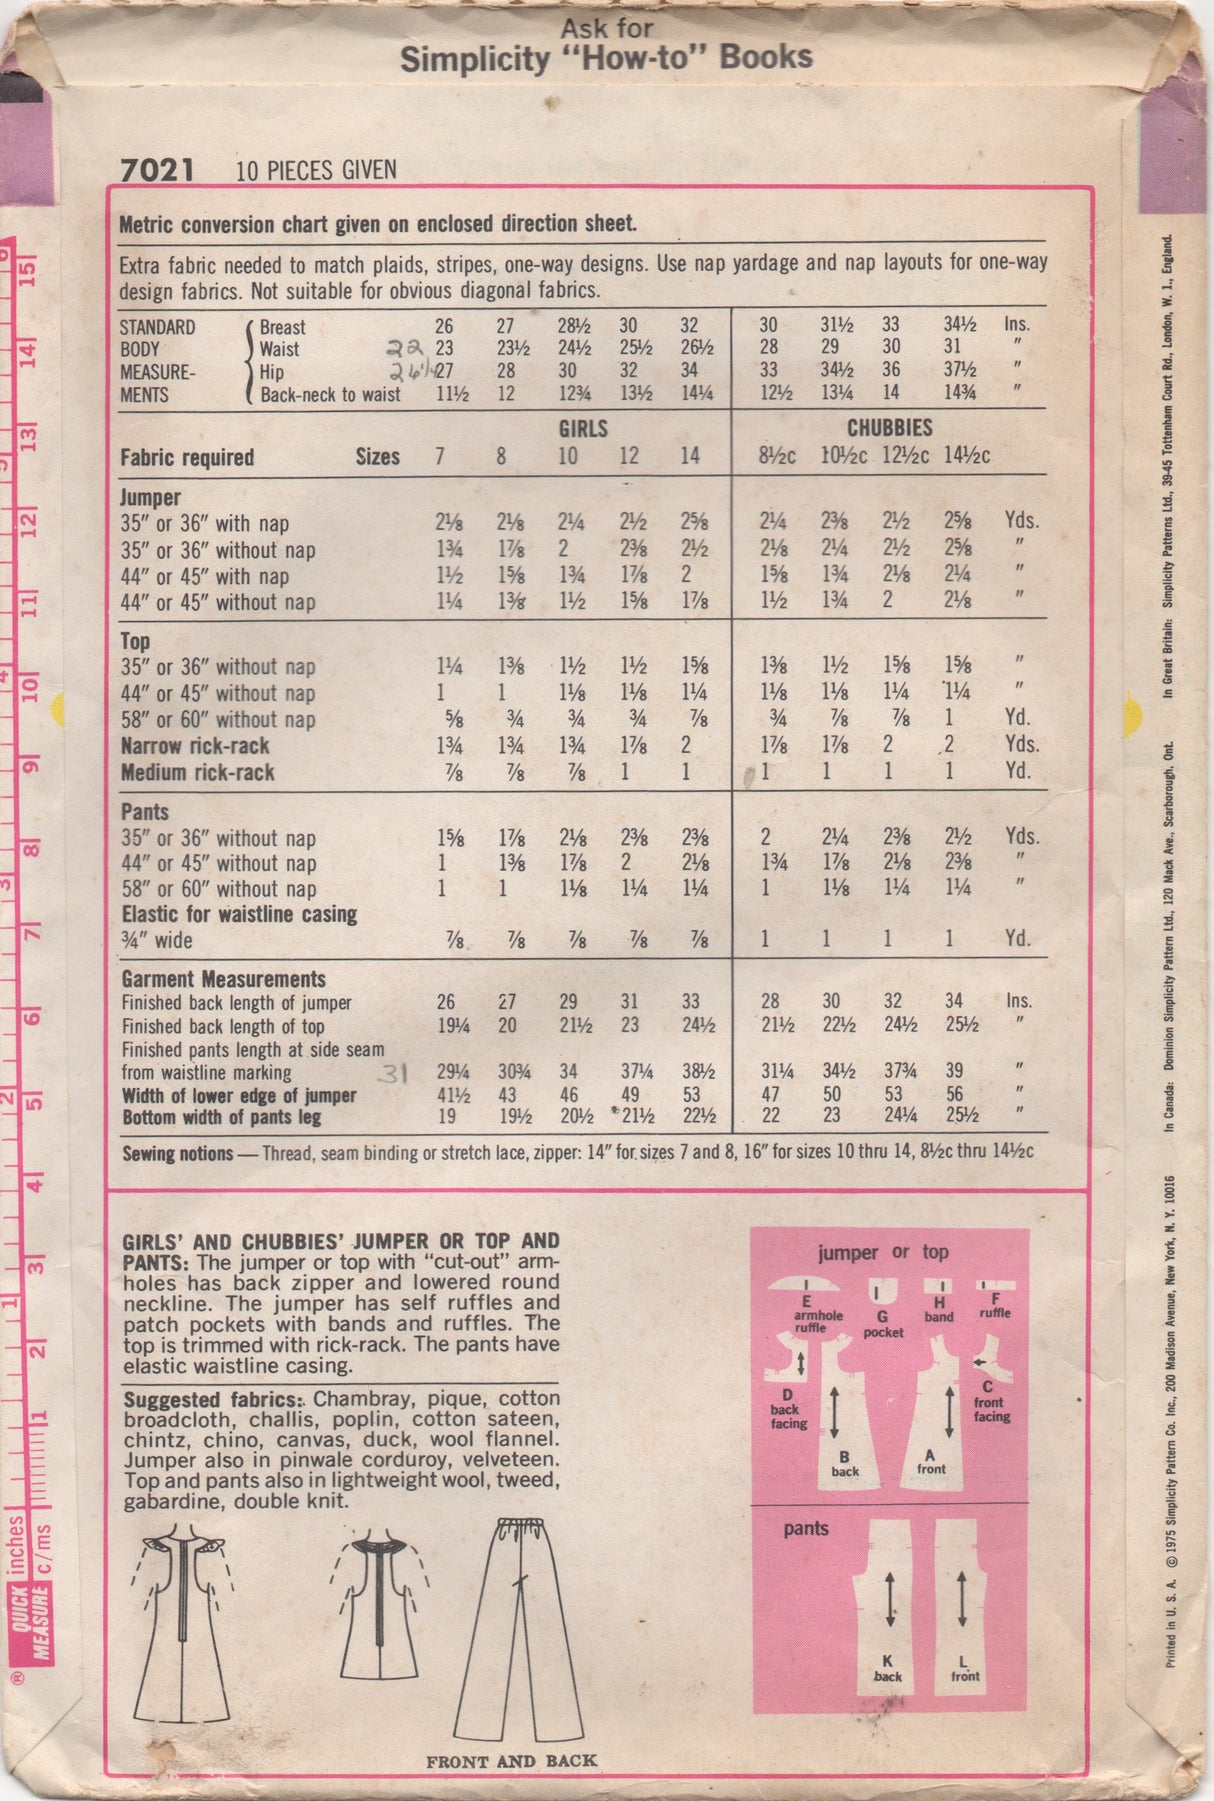 Ask for
Simplicity "How-to" Books
7021 10 PIECES GIVEN
Metric conversion chart given on enclosed direction sheet.
Extra fabric needed to match plaids, stripes, one-way designs. Use nap yardage and nap layouts for one-way
design fabrics. Not suitable for obvious diagonal fabrics.
STANDARD Breast 26 27 28½ 30 32 30 31½ 33 34½ Ins.
BODY Waist 22 23 23½ 24½ 25½ 26½ 28 29 30 31 "
MEASURE- Hip 27 28 30 32 34 33 34½ 36 37½ "
MENTS Back-neck to waist 11½ 12 12¾ 13½ 14¼ 12½ 13¼ 14 14¾ "
GIRLS CHUBBIES
Fabric required Sizes 7 8 10 12 14 8½c 10½c 12½c 14½c
Jumper
35" or 36" with nap 2⅛ 2⅛ 2¼ 2½ 2⅝ 2¼ 2⅜ 2½ 2⅝ Yds.
35" or 36" without nap 1¾ 1⅞ 2 2⅜ 2½ 2⅛ 2¼ 2½ 2⅝ "
44" or 45" with nap 1½ 1⅝ 1¾ 1⅞ 2 1⅝ 1¾ 2⅛ 2¼ "
44" or 45" without nap 1¼ 1⅜ 1½ 1⅝ 1⅞ 1½ 1¾ 2 2⅛ "
Top
35" or 36" without nap 1¼ 1⅜ 1½ 1½ 1⅝ 1⅜ 1½ 1⅝ 1⅝ "
44" or 45" without nap 1 1 1⅛ 1⅛ 1¼ 1⅛ 1⅛ 1¼ 1¼ "
58" or 60" without nap ⅝ ¾ ¾ ¾ ⅞ ¾ ⅞ ⅞ 1 Yd.
Narrow rick-rack 1¾ 1¾ 1¾ 1⅞ 2 1⅞ 1⅞ 2 2 Yds.
Medium rick-rack ⅞ ⅞ ⅞ 1 1 1 1 1 1 Yd.
Pants
35" or 36" without nap 1⅝ 1⅞ 2⅛ 2⅜ 2⅜ 2 2¼ 2⅜ 2½ Yds.
44" or 45" without nap 1 1⅜ 1⅞ 2 2⅛ 1¾ 1⅞ 2⅛ 2⅜ "
58" or 60" without nap 1 1 1⅛ 1¼ 1¼ 1 1⅛ 1¼ 1¼ "
Elastic for waistline casing
¾" wide ⅞ ⅞ ⅞ ⅞ ⅞ 1 1 1 1 Yd.
Garment Measurements
Finished back length of jumper 26 27 29 31 33 28 30 32 34 Ins.
Finished back length of top 19¼ 20 21½ 23 24½ 21½ 22½ 24½ 25½ "
Finished pants length at side seam
from waistline marking 31 29¼ 30¾ 34 37¼ 38½ 31¼ 34½ 37¾ 39 "
Width of lower edge of jumper 41½ 43 46 49 53 47 50 53 56 "
Bottom width of pants leg 19 19½ 20½ 21½ 22½ 22 23 24¼ 25½ "
Sewing notions — Thread, seam binding or stretch lace, zipper: 14" for sizes 7 and 8, 16" for sizes 10 thru 14, 8½c thru 14½c
GIRLS' AND CHUBBIES' JUMPER OR TOP AND
PANTS: The jumper or top with "cut-out" arm-
holes has back zipper and lowered round
neckline. The jumper has self ruffles and
patch pockets with bands and ruffles. The
top is trimmed with rick-rack. The pants have
elastic waistline casing.
Suggested fabrics: Chambray, pique, cotton
broadcloth, challis, poplin, cotton sateen,
chintz, chino, canvas, duck, wool flannel.
Jumper also in pinwale corduroy, velveteen.
Top and pants also in lightweight wool, tweed,
gabardine, double knit.
FRONT AND BACK
jumper or top
E
armhole
ruffle
G
pocket
H
band
F
ruffle
D
back
facing
B
back
A
front
C
front
facing
pants
K
back
L
front
Printed in U. S. A. © 1975 Simplicity Pattern Co. Inc., 200 Madison Avenue, New York, N. Y. 10016 In Canada: Dominion Simplicity Pattern Ltd., 120 Mack Ave., Scarborough, Ont. In Great Britain: Simplicity Patterns Ltd., 39-45 Tottenham Court Rd., London, W. 1., England.
15
14
13
12
11
10
9
8
7
6
5
4
3
2
1
6
5
4
3
2
1
QUICK inches
MEASURE c/ms
®